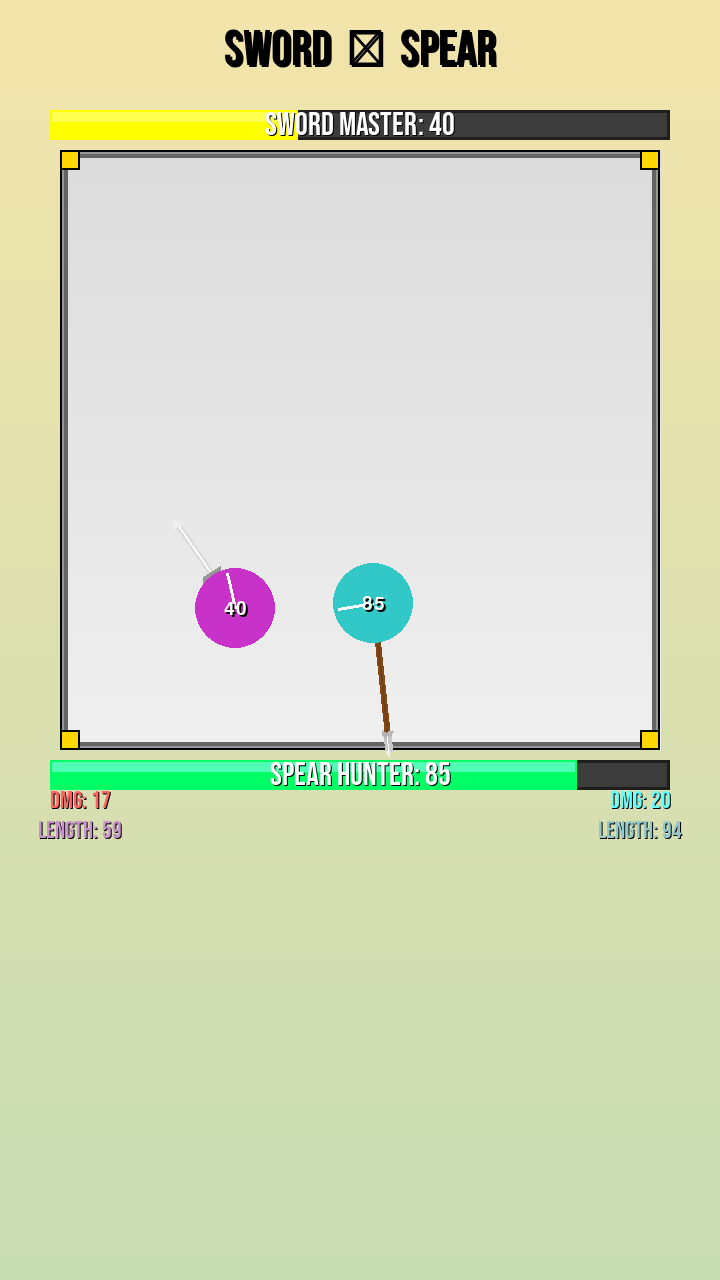 SWORD ☒ SPEAR
SWORD MASTER: 40
40
85
SPEAR HUNTER: 85
DMG: 17
DMG: 20
LENGTH: 59
LENGTH: 94